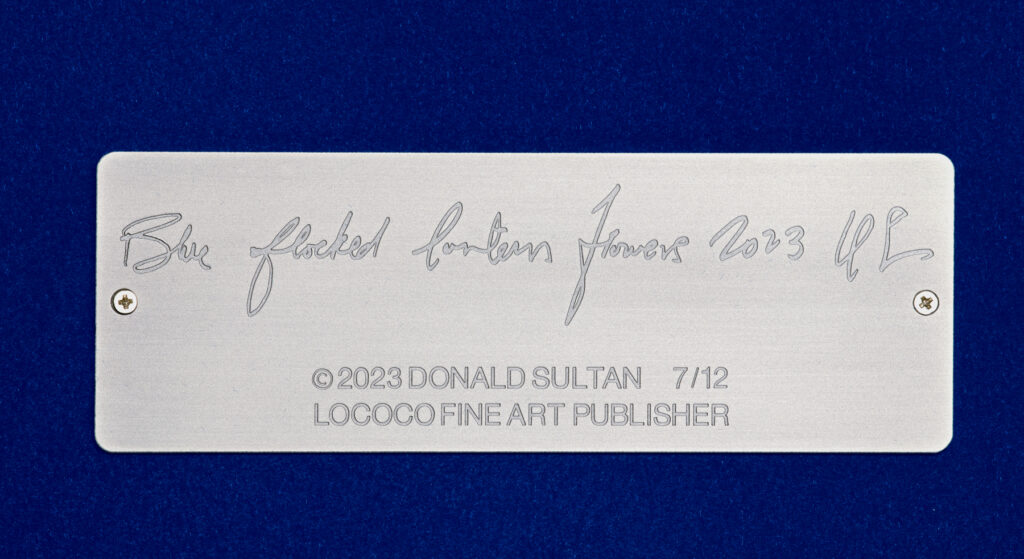 Blue flocked lantern flowers 2023
© 2023 DONALD SULTAN 7/12
LOCOCO FINE ART PUBLISHER